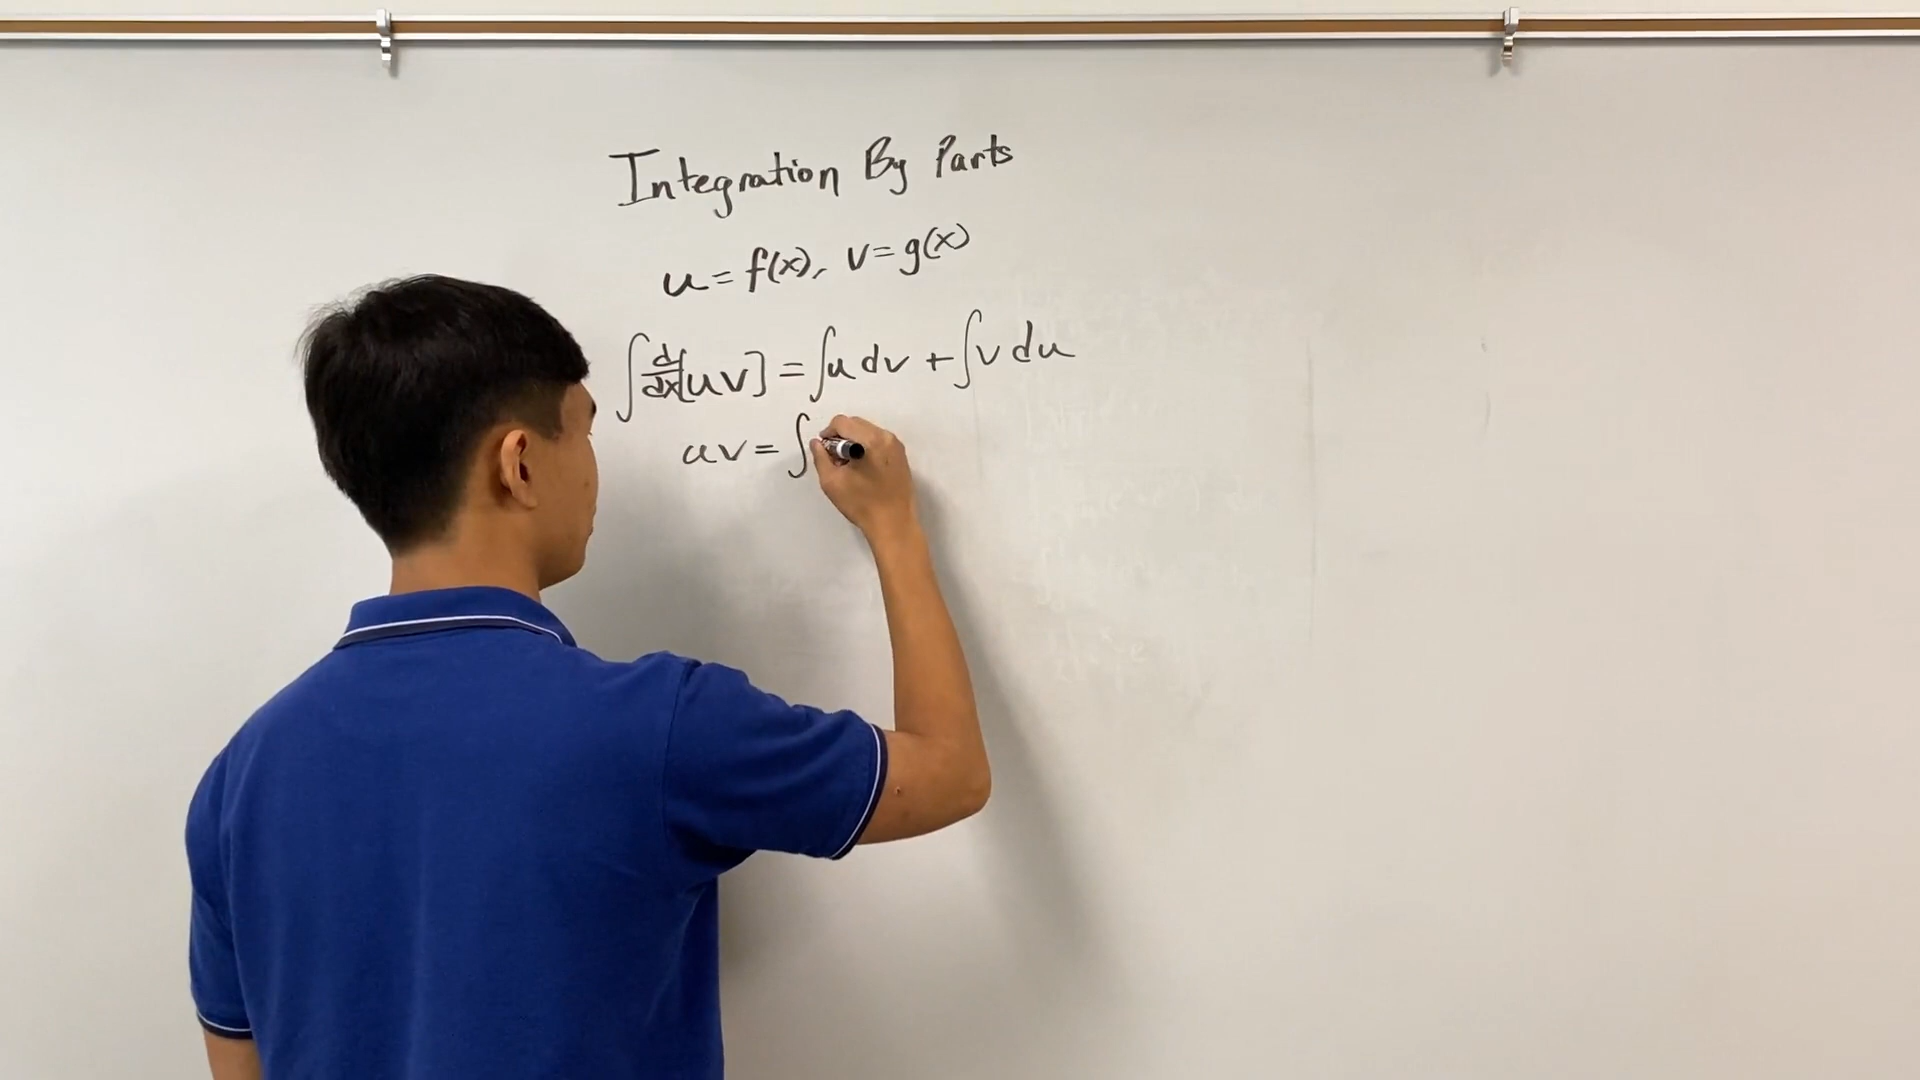 Integration By Parts
u = f(x), v = g(x)
∫ d/dx [uv] = ∫u dv + ∫v du
uv = ∫